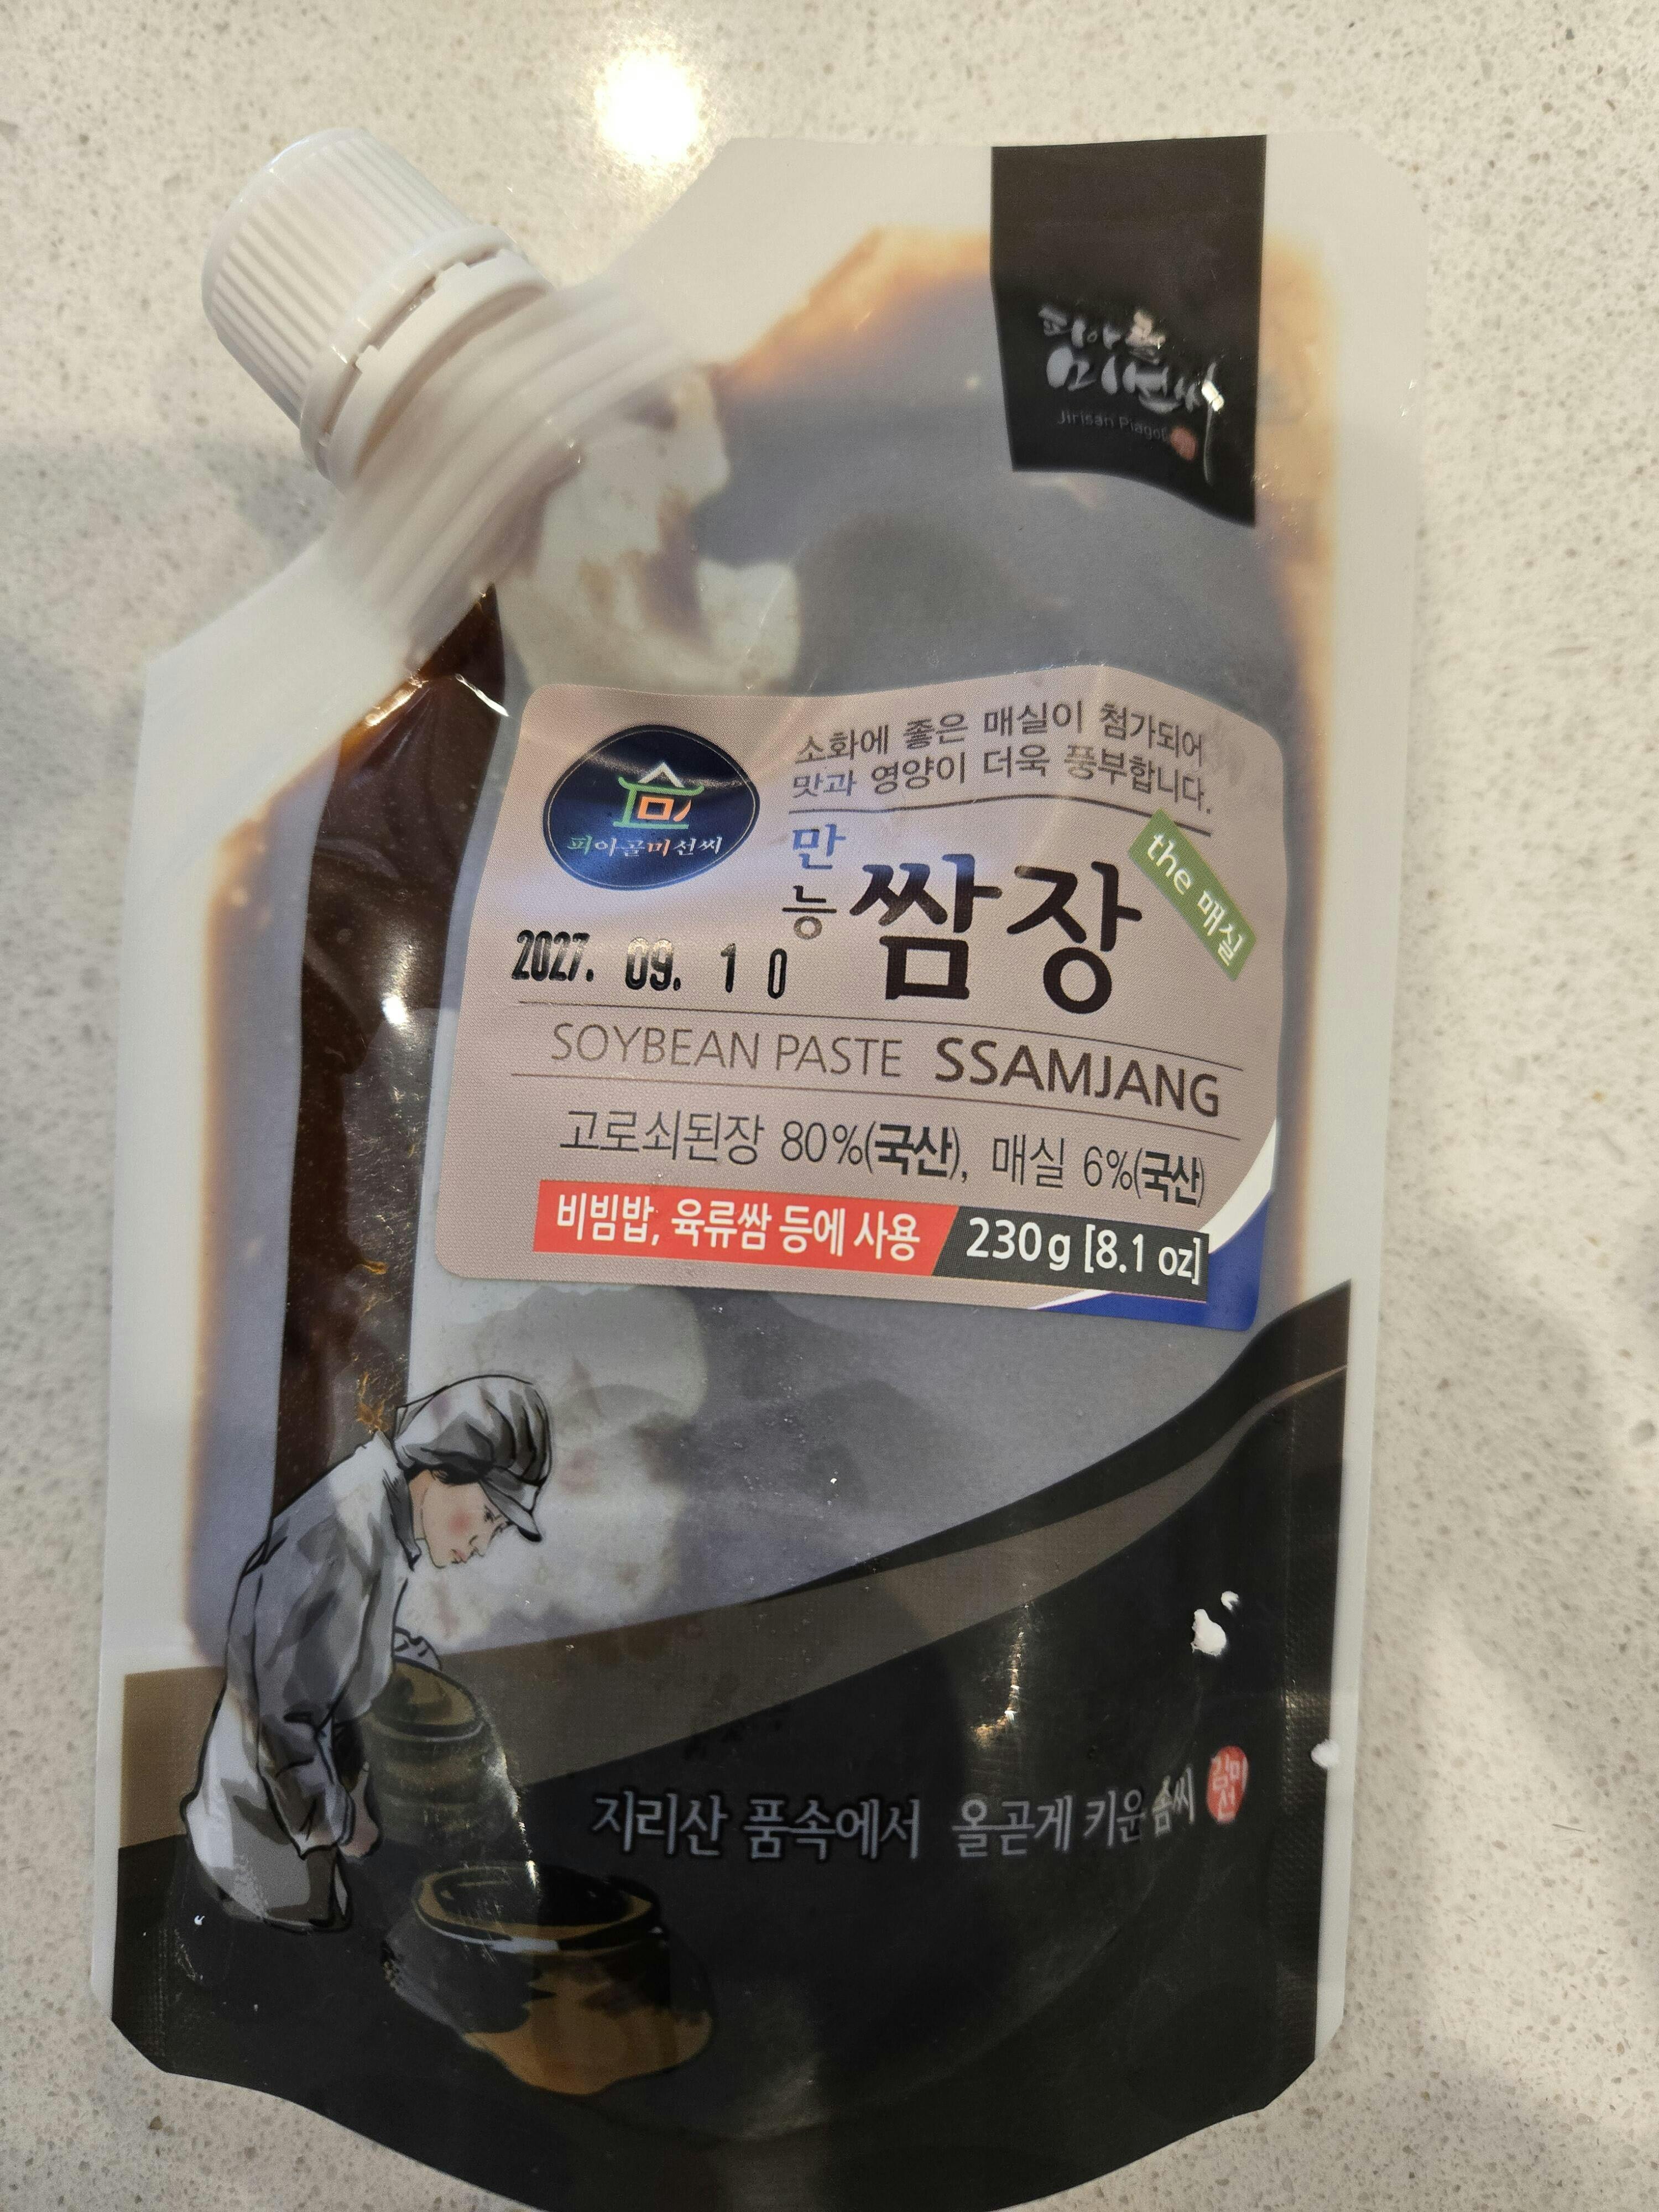 피아골
미선씨
Jirisan Piagol
소화에 좋은 매실이 첨가되어
맛과 영양이 더욱 풍부합니다.
피아골미선씨
만능 쌈장
the 매실
2027. 09. 10
SOYBEAN PASTE SSAMJANG
고로쇠된장 80%(국산), 매실 6%(국산)
비빔밥, 육류쌈 등에 사용 230g [8.1 oz]
지리산 품속에서 올곧게 키운 솜씨